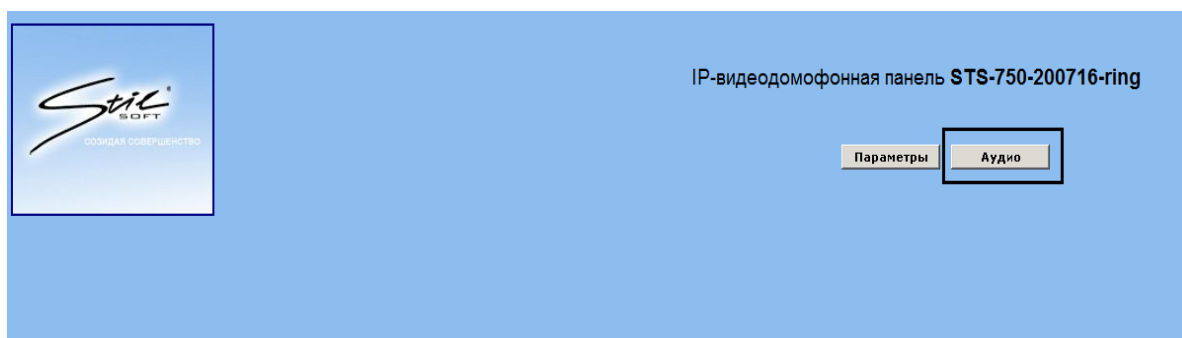 Stil
SOFT
СОЗИДАЯ СОВЕРШЕНСТВО
IP-видеодомофонная панель STS-750-200716-ring
Параметры Аудио